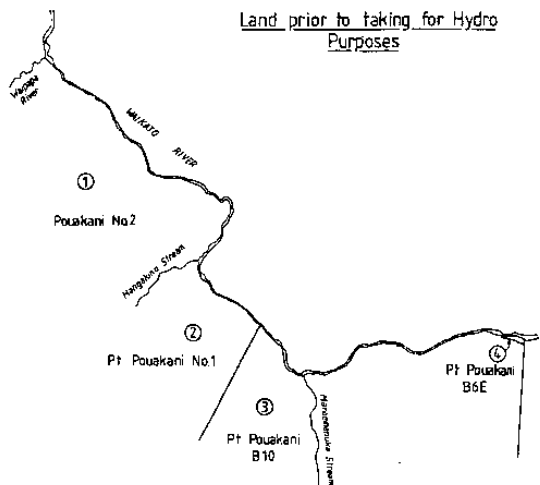 Land prior to taking for Hydro
Purposes
Waipapa
River
WAIKATO RIVER
①
Pouakani No.2
Mangakino Stream
②
Pt Pouakani No.1
④
Pt Pouakani
B6E
③
Pt Pouakani
B10
Stream